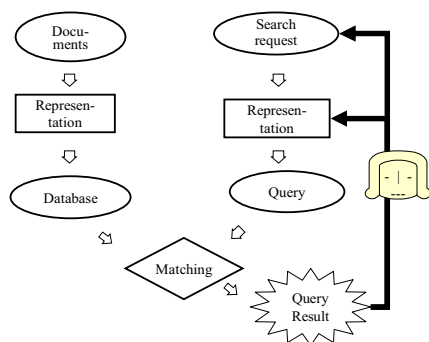 Docu-
ments
Search
request
Represen-
tation
Represen-
tation
Database
Query
Matching
Query
Result